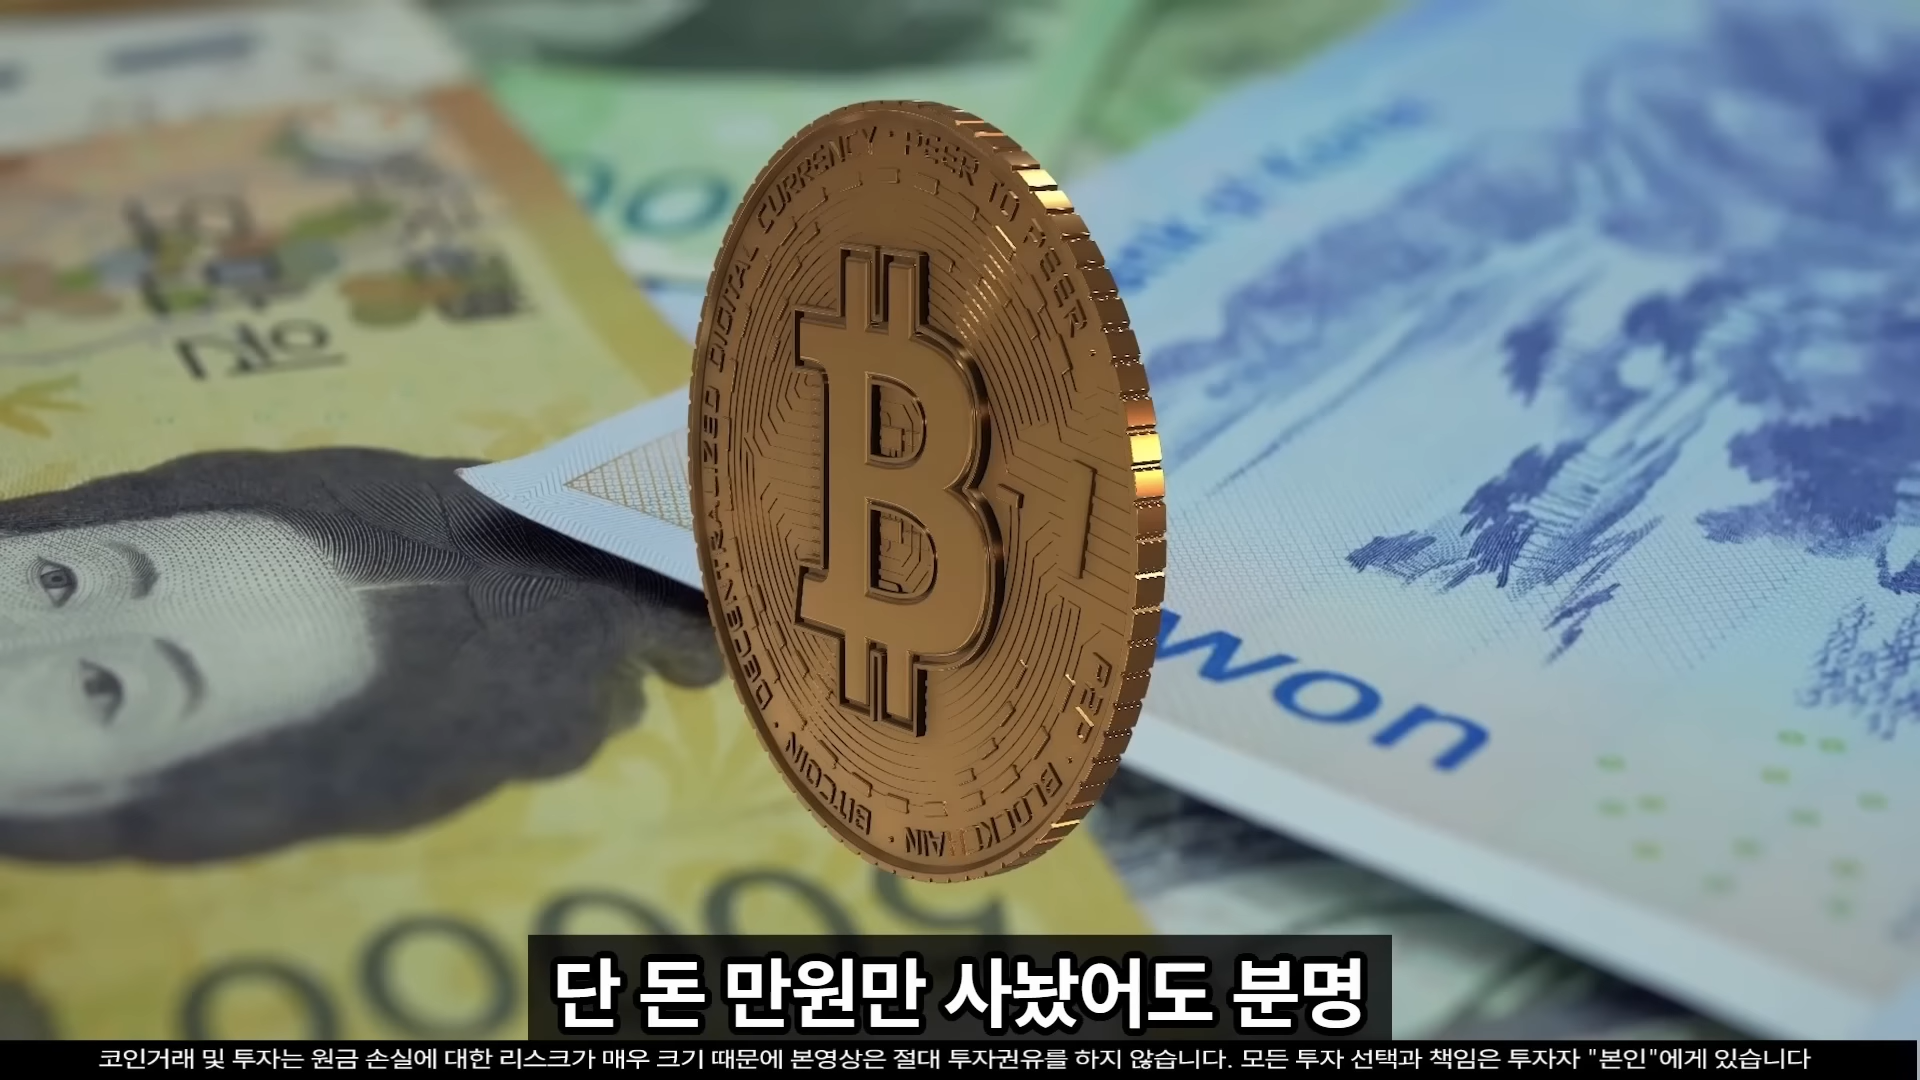 DECENTRALIZED DIGITAL CURRENCY · PEER TO PEER ·
P2P · BLOCKCHAIN · BITCOIN ·
won
단 돈 만원만 사놨어도 분명
코인거래 및 투자는 원금 손실에 대한 리스크가 매우 크기 때문에 본영상은 절대 투자권유를 하지 않습니다. 모든 투자 선택과 책임은 투자자 "본인"에게 있습니다